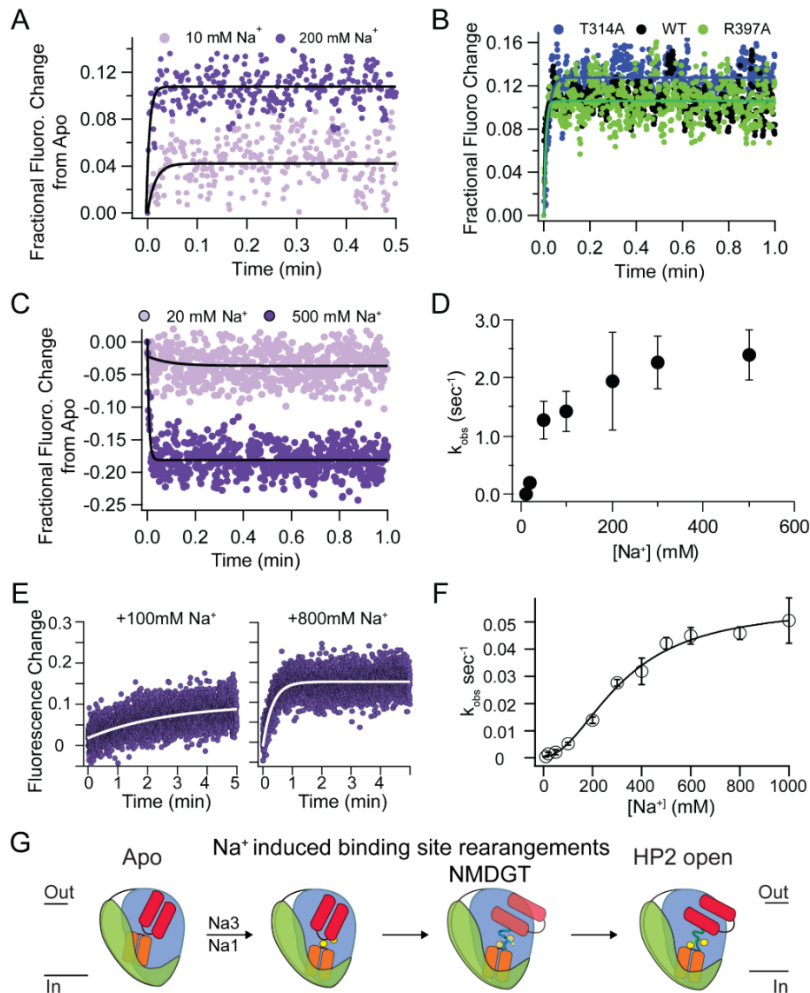 A
10 mM Na⁺ 200 mM Na⁺
Fractional Fluoro. Change
from Apo
0.12
0.08
0.04
0.00
0.0 0.1 0.2 0.3 0.4 0.5
Time (min)
B
T314A WT R397A
Fractional Fluoro Change
0.16
0.12
0.08
0.04
0.00
0.0 0.2 0.4 0.6 0.8 1.0
Time (min)
C
20 mM Na⁺ 500 mM Na⁺
Fractional Fluoro. Change
from Apo
0.00
-0.05
-0.10
-0.15
-0.20
-0.25
0.0 0.2 0.4 0.6 0.8 1.0
Time (min)
D
kobs (sec⁻¹)
3.0
2.0
1.0
0.0
0 200 400 600
[Na⁺] (mM)
E
+100mM Na⁺ +800mM Na⁺
Fluorescence Change
0.3
0.2
0.1
0
0 1 2 3 4 5
Time (min)
0 1 2 3 4
Time (min)
F
kobs sec⁻¹
0.05
0.04
0.03
0.02
0.01
0
0 200 400 600 800 1000
[Na⁺] (mM)
G
Apo
Na⁺ induced binding site rearrangements
NMDGT
HP2 open
Out
In
Na3
Na1
Out
In